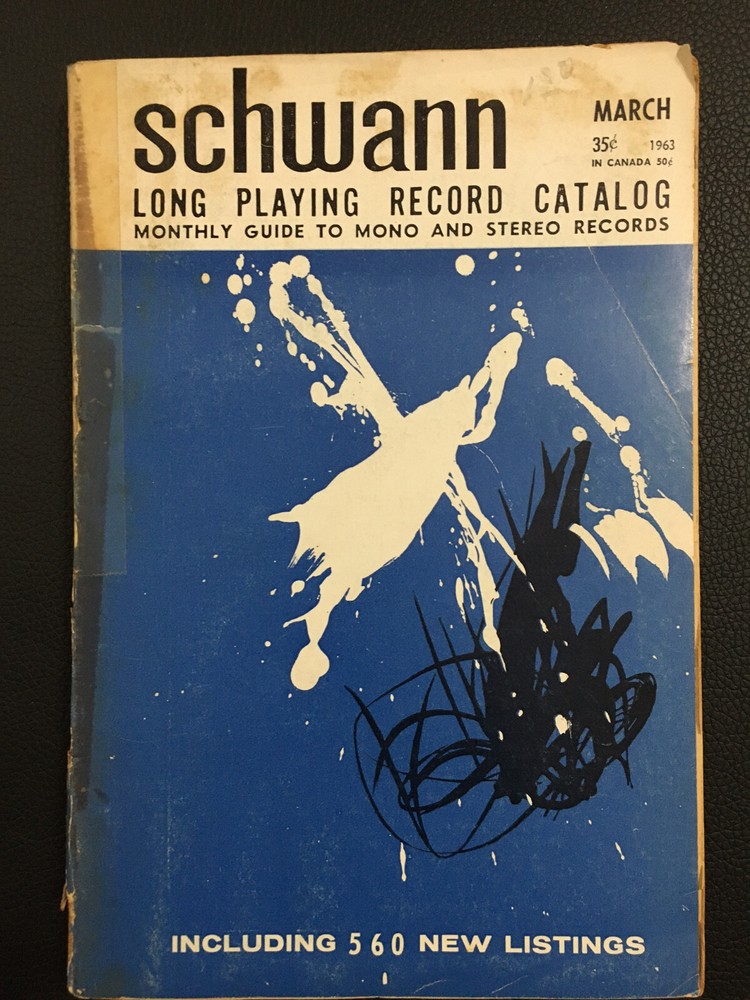 schwann
MARCH
35¢ 1963
IN CANADA 50¢
LONG PLAYING RECORD CATALOG
MONTHLY GUIDE TO MONO AND STEREO RECORDS
INCLUDING 560 NEW LISTINGS